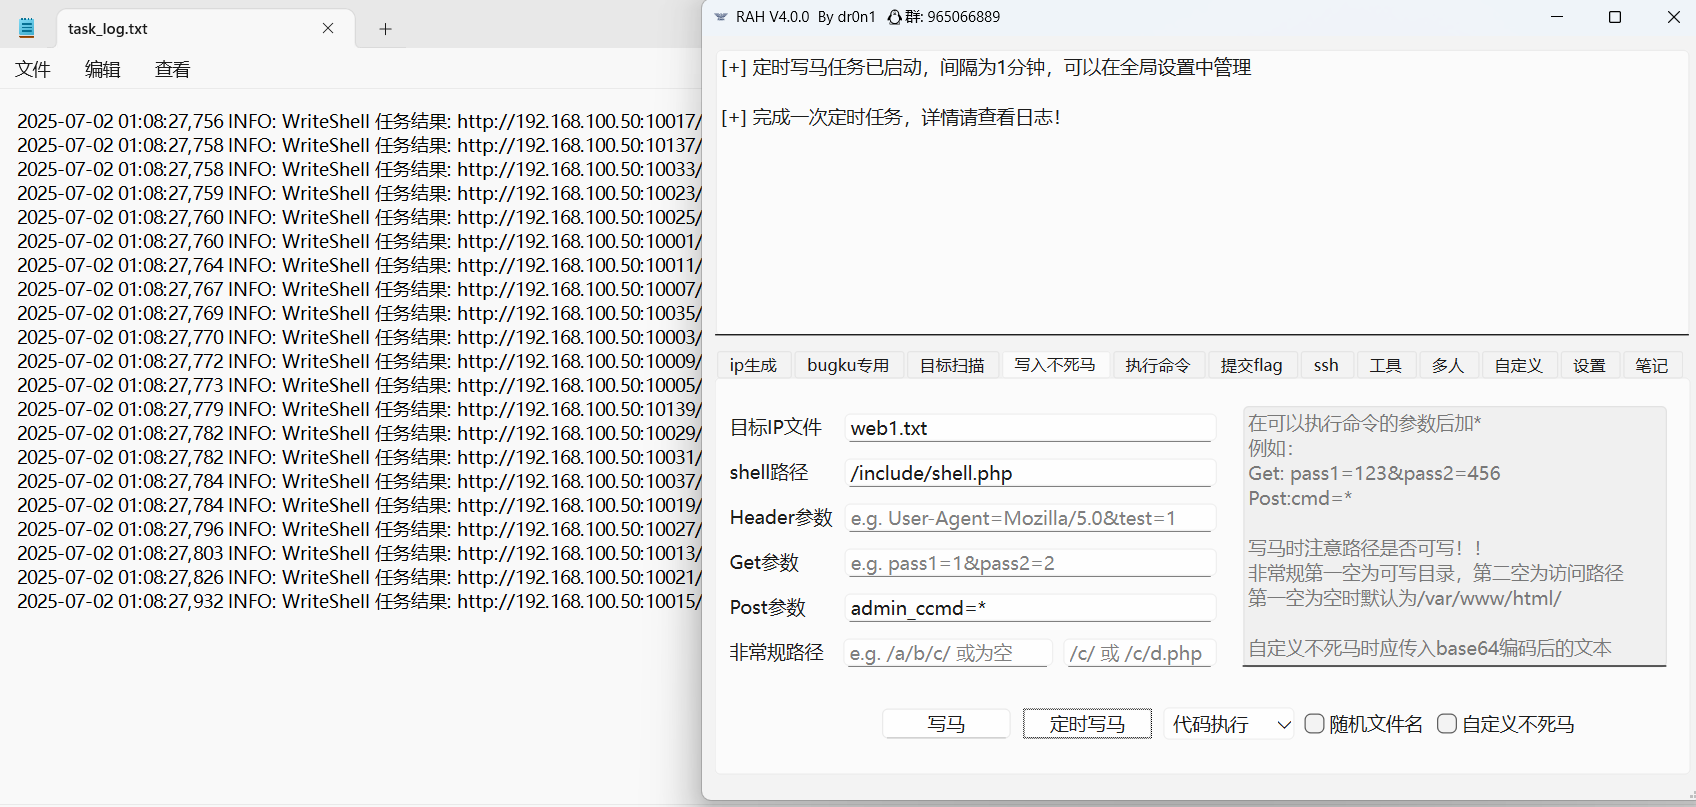 task_log.txt
文件 编辑 查看
2025-07-02 01:08:27,756 INFO: WriteShell 任务结果: http://192.168.100.50:10017/
2025-07-02 01:08:27,758 INFO: WriteShell 任务结果: http://192.168.100.50:10137/
2025-07-02 01:08:27,758 INFO: WriteShell 任务结果: http://192.168.100.50:10033/
2025-07-02 01:08:27,759 INFO: WriteShell 任务结果: http://192.168.100.50:10023/
2025-07-02 01:08:27,760 INFO: WriteShell 任务结果: http://192.168.100.50:10025/
2025-07-02 01:08:27,760 INFO: WriteShell 任务结果: http://192.168.100.50:10001/
2025-07-02 01:08:27,764 INFO: WriteShell 任务结果: http://192.168.100.50:10011/
2025-07-02 01:08:27,767 INFO: WriteShell 任务结果: http://192.168.100.50:10007/
2025-07-02 01:08:27,769 INFO: WriteShell 任务结果: http://192.168.100.50:10035/
2025-07-02 01:08:27,770 INFO: WriteShell 任务结果: http://192.168.100.50:10003/
2025-07-02 01:08:27,772 INFO: WriteShell 任务结果: http://192.168.100.50:10009/
2025-07-02 01:08:27,773 INFO: WriteShell 任务结果: http://192.168.100.50:10005/
2025-07-02 01:08:27,779 INFO: WriteShell 任务结果: http://192.168.100.50:10139/
2025-07-02 01:08:27,782 INFO: WriteShell 任务结果: http://192.168.100.50:10029/
2025-07-02 01:08:27,782 INFO: WriteShell 任务结果: http://192.168.100.50:10031/
2025-07-02 01:08:27,784 INFO: WriteShell 任务结果: http://192.168.100.50:10037/
2025-07-02 01:08:27,784 INFO: WriteShell 任务结果: http://192.168.100.50:10019/
2025-07-02 01:08:27,796 INFO: WriteShell 任务结果: http://192.168.100.50:10027/
2025-07-02 01:08:27,803 INFO: WriteShell 任务结果: http://192.168.100.50:10013/
2025-07-02 01:08:27,826 INFO: WriteShell 任务结果: http://192.168.100.50:10021/
2025-07-02 01:08:27,932 INFO: WriteShell 任务结果: http://192.168.100.50:10015/
RAH V4.0.0 By dr0n1 群: 965066889
[+] 定时写马任务已启动，间隔为1分钟，可以在全局设置中管理
[+] 完成一次定时任务，详情请查看日志！
ip生成 bugku专用 目标扫描 写入不死马 执行命令 提交flag ssh 工具 多人 自定义 设置 笔记
目标IP文件 web1.txt
shell路径 /include/shell.php
Header参数 e.g. User-Agent=Mozilla/5.0&test=1
Get参数 e.g. pass1=1&pass2=2
Post参数 admin_ccmd=*
非常规路径 e.g. /a/b/c/ 或为空 /c/ 或 /c/d.php
在可以执行命令的参数后加*
例如：
Get: pass1=123&pass2=456
Post:cmd=*
写马时注意路径是否可写！！
非常规第一空为可写目录，第二空为访问路径
第一空为空时默认为/var/www/html/
自定义不死马时应传入base64编码后的文本
写马 定时写马 代码执行 随机文件名 自定义不死马